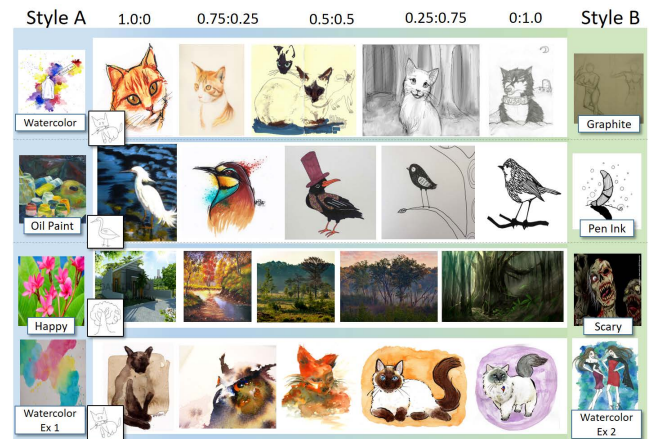 Style A 1.0:0 0.75:0.25 0.5:0.5 0.25:0.75 0:1.0 Style B
Watercolor
Graphite
Oil Paint
Pen Ink
Happy
Scary
Watercolor
Ex 1
Watercolor
Ex 2